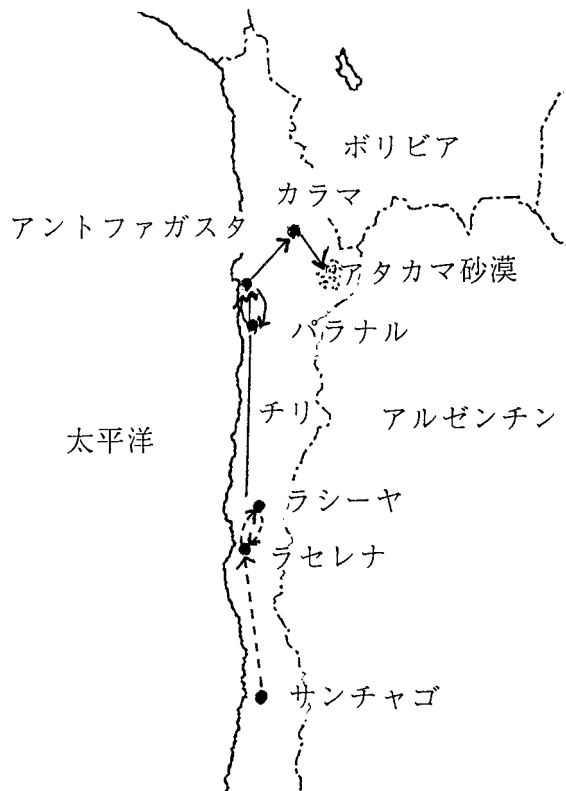 ボリビア
カラマ
アントファガスタ
アタカマ砂漠
パラナル
チリ
アルゼンチン
太平洋
ラシーヤ
ラセレナ
サンチャゴ